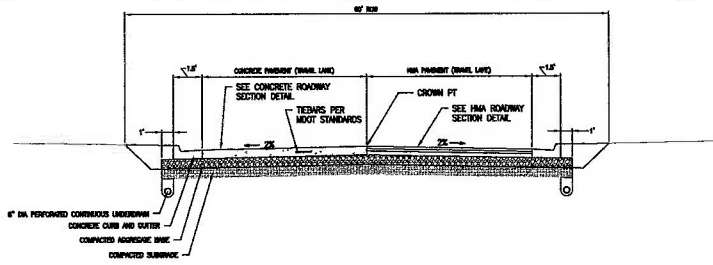 60' ROW
1.5'
CONCRETE PAVEMENT (TRAVEL LANE)
HMA PAVEMENT (TRAVEL LANE)
1.5'
SEE CONCRETE ROADWAY
SECTION DETAIL
CROWN PT
TIEBARS PER
MDOT STANDARDS
SEE HMA ROADWAY
SECTION DETAIL
1'
2%
2%
1'
6" DIA PERFORATED CONTINUOUS UNDERDRAIN
CONCRETE CURB AND GUTTER
COMPACTED AGGREGATE BASE
COMPACTED SUBGRADE